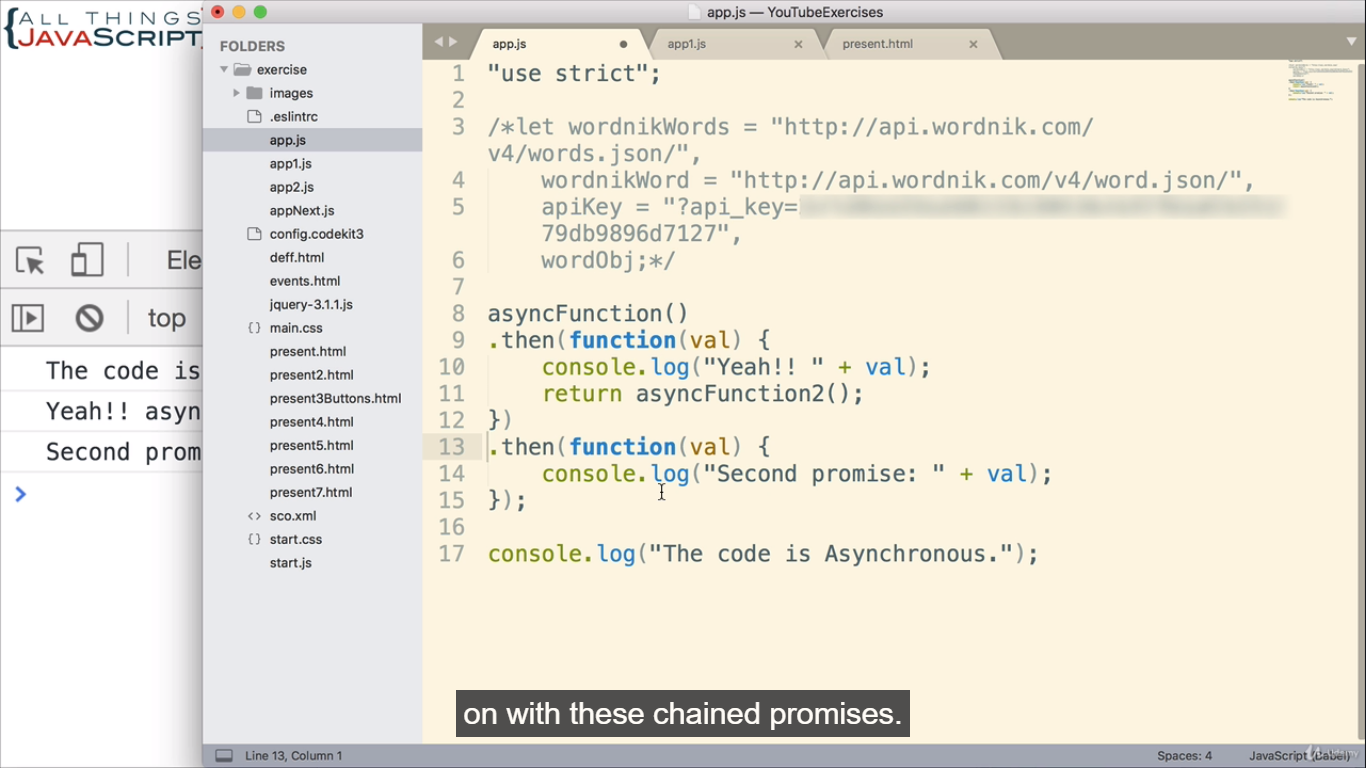 {ALL THINGS
JAVASCRIPT,
app.js — YouTubeExercises
FOLDERS
exercise
images
.eslintrc
app.js
app1.js
app2.js
appNext.js
config.codekit3
deff.html
events.html
jquery-3.1.1.js
{} main.css
present.html
present2.html
present3Buttons.html
present4.html
present5.html
present6.html
present7.html
<> sco.xml
{} start.css
start.js
Ele
top
The code is
Yeah!! asyn
Second prom
app.js
app1.js
present.html
1 "use strict";
2
3 /*let wordnikWords = "http://api.wordnik.com/
v4/words.json/",
4 wordnikWord = "http://api.wordnik.com/v4/word.json/",
5 apiKey = "?api_key=
79db9896d7127",
6 wordObj;*/
7
8 asyncFunction()
9 .then(function(val) {
10 console.log("Yeah!! " + val);
11 return asyncFunction2();
12 })
13 .then(function(val) {
14 console.log("Second promise: " + val);
15 });
16
17 console.log("The code is Asynchronous.");
on with these chained promises.
Line 13, Column 1
Spaces: 4
JavaScript (Babel)